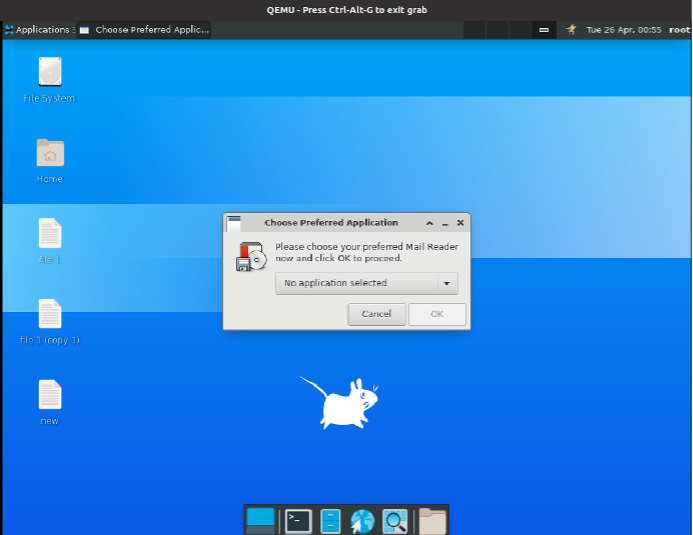 QEMU - Press Ctrl-Alt-G to exit grab
Applications
Choose Preferred Applic...
Tue 26 Apr, 00:55 root
File System
Home
file 1
file 1 (copy 1)
new
Choose Preferred Application
Please choose your preferred Mail Reader
now and click OK to proceed.
No application selected
Cancel
OK
>_